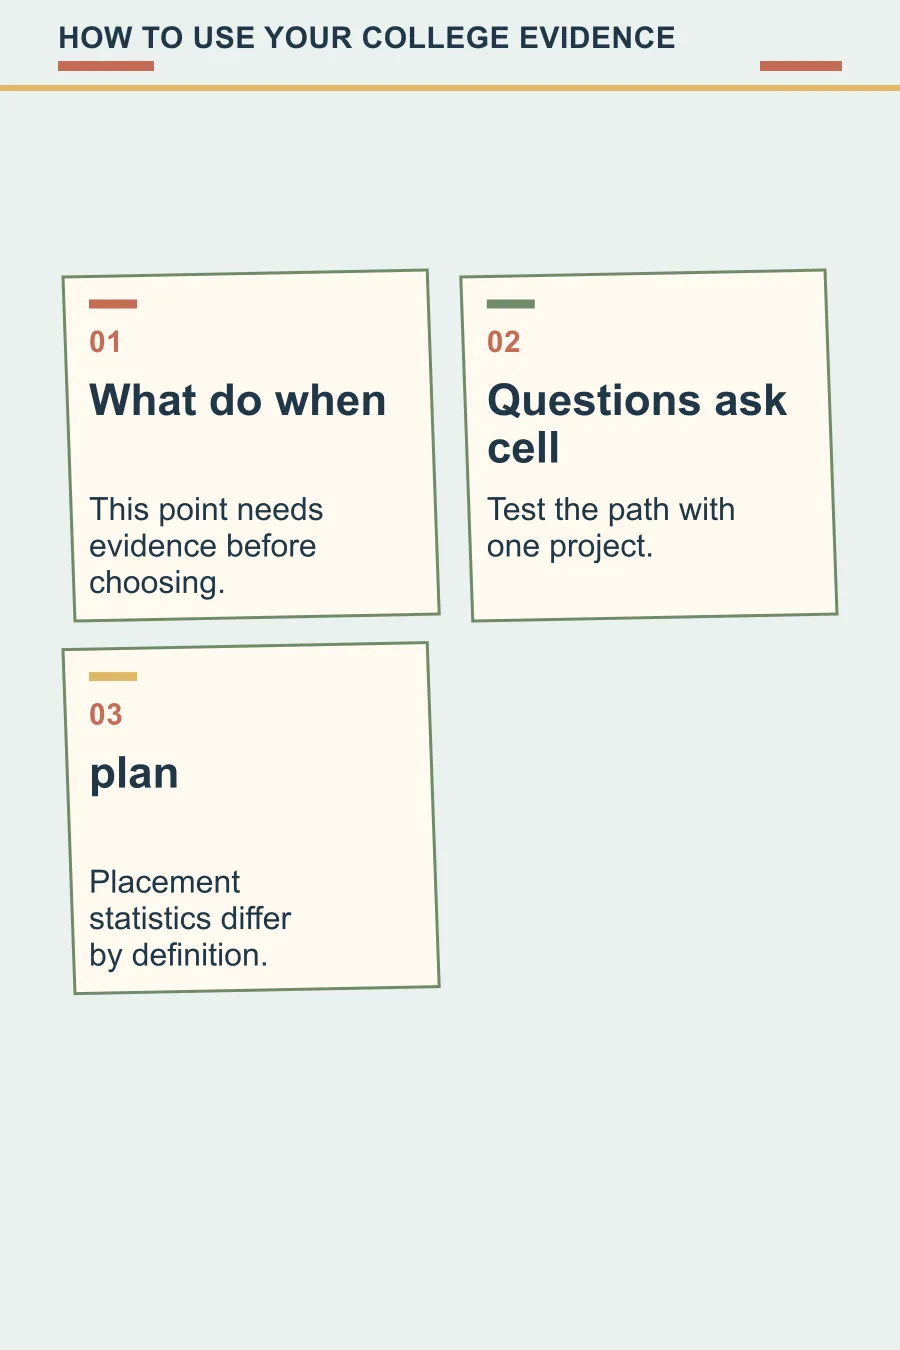 HOW TO USE YOUR COLLEGE EVIDENCE
01
What do when
This point needs
evidence before
choosing.
02
Questions ask
cell
Test the path with
one project.
03
plan
Placement
statistics differ
by definition.